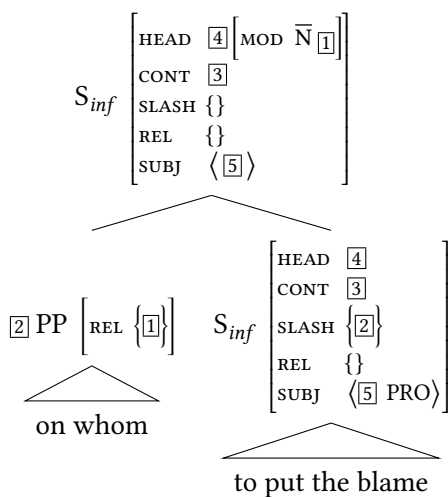 S_inf [HEAD [4] [MOD N̅ [1]]
CONT [3]
SLASH {}
REL {}
SUBJ ⟨[5]⟩]
[2] PP [REL {[1]}]
on whom
S_inf [HEAD [4]
CONT [3]
SLASH {[2]}
REL {}
SUBJ ⟨[5] PRO⟩]
to put the blame